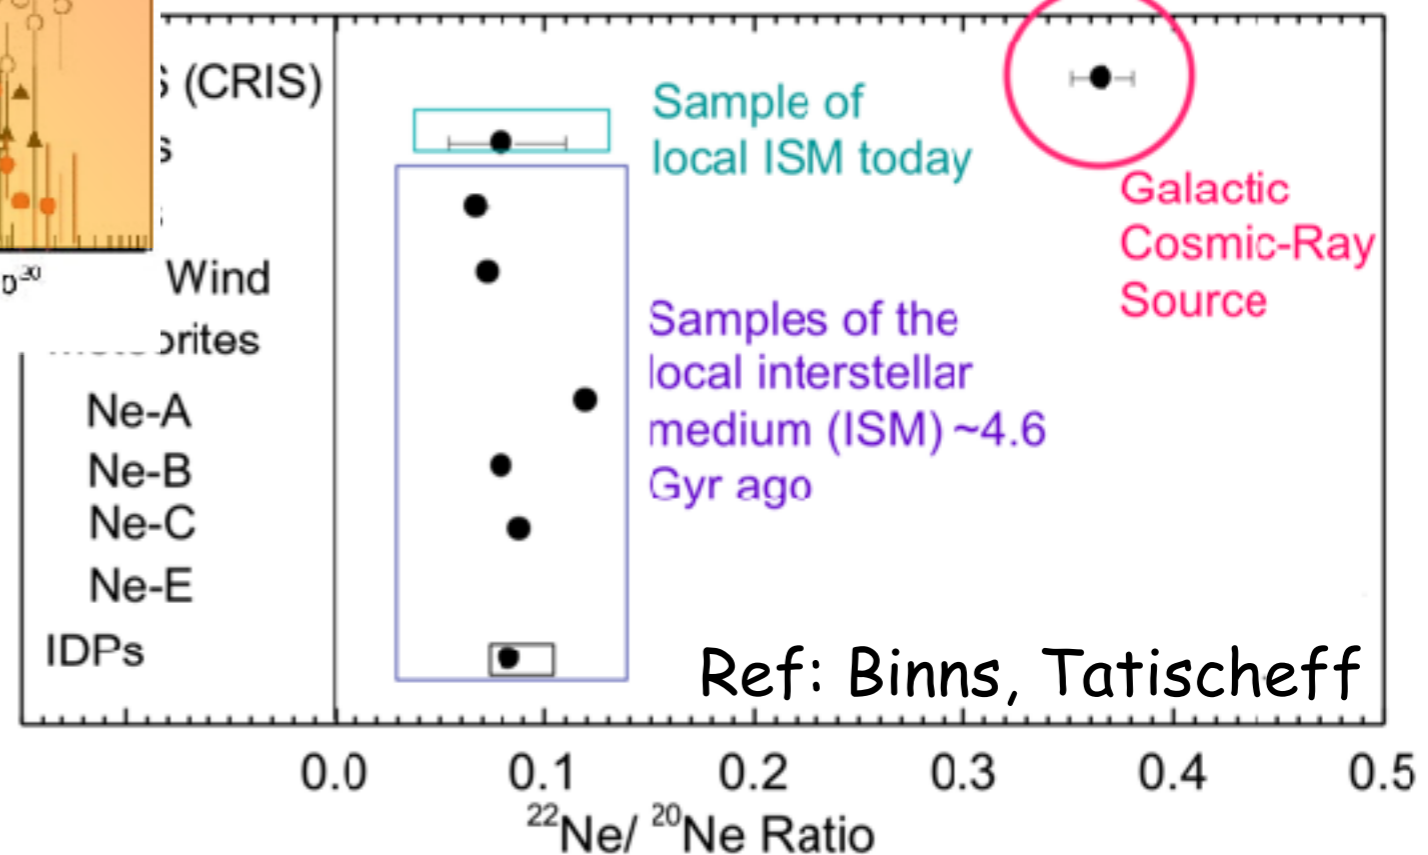 (CRIS)
Sample of
local ISM today
Galactic
Cosmic-Ray
Source
Wind
Samples of the
local interstellar
medium (ISM) ~4.6
Gyr ago
Ne-A
Ne-B
Ne-C
Ne-E
IDPs
Ref: Binns, Tatischeff
0.0 0.1 0.2 0.3 0.4 0.5
²²Ne/ ²⁰Ne Ratio